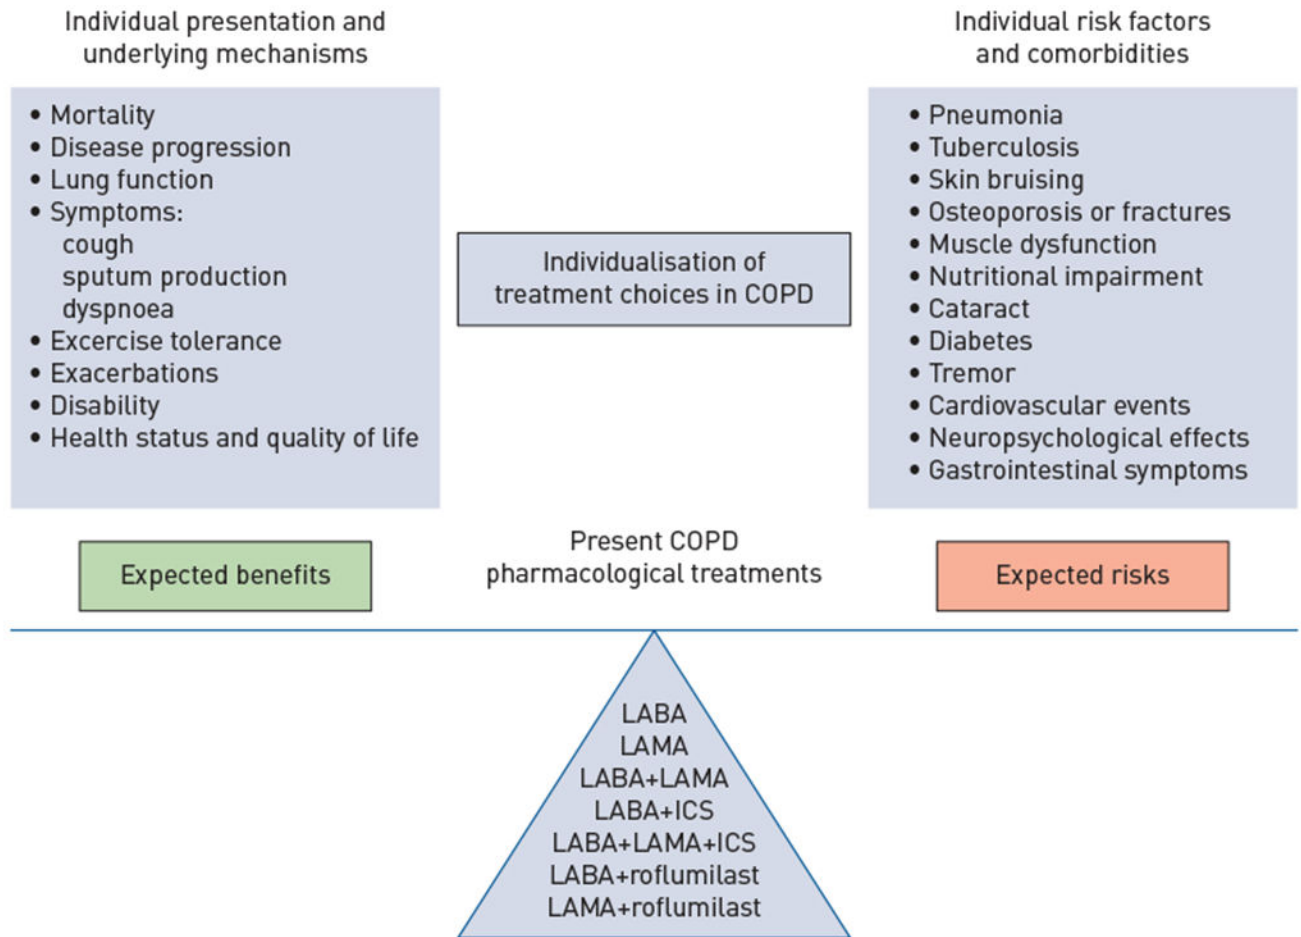 Individual presentation and
underlying mechanisms
• Mortality
• Disease progression
• Lung function
• Symptoms:
cough
sputum production
dyspnoea
• Excercise tolerance
• Exacerbations
• Disability
• Health status and quality of life
Expected benefits
Individualisation of
treatment choices in COPD
Present COPD
pharmacological treatments
Individual risk factors
and comorbidities
• Pneumonia
• Tuberculosis
• Skin bruising
• Osteoporosis or fractures
• Muscle dysfunction
• Nutritional impairment
• Cataract
• Diabetes
• Tremor
• Cardiovascular events
• Neuropsychological effects
• Gastrointestinal symptoms
Expected risks
LABA
LAMA
LABA+LAMA
LABA+ICS
LABA+LAMA+ICS
LABA+roflumilast
LAMA+roflumilast